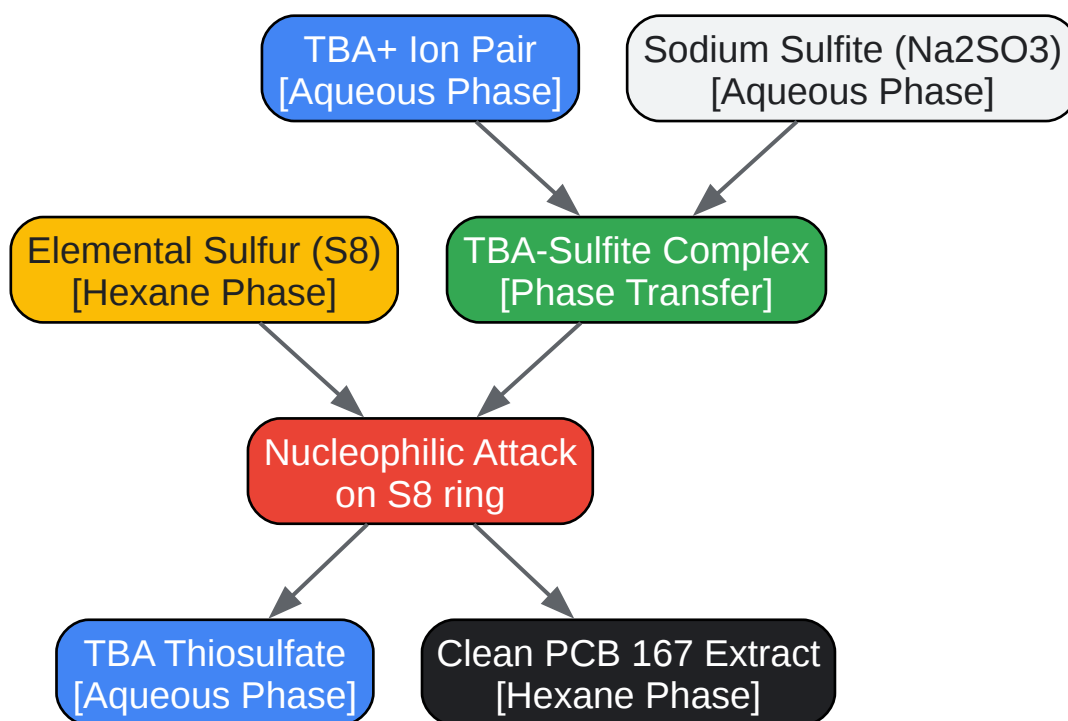 TBA+ Ion Pair
[Aqueous Phase]
Sodium Sulfite (Na2SO3)
[Aqueous Phase]
Elemental Sulfur (S8)
[Hexane Phase]
TBA-Sulfite Complex
[Phase Transfer]
Nucleophilic Attack
on S8 ring
TBA Thiosulfate
[Aqueous Phase]
Clean PCB 167 Extract
[Hexane Phase]